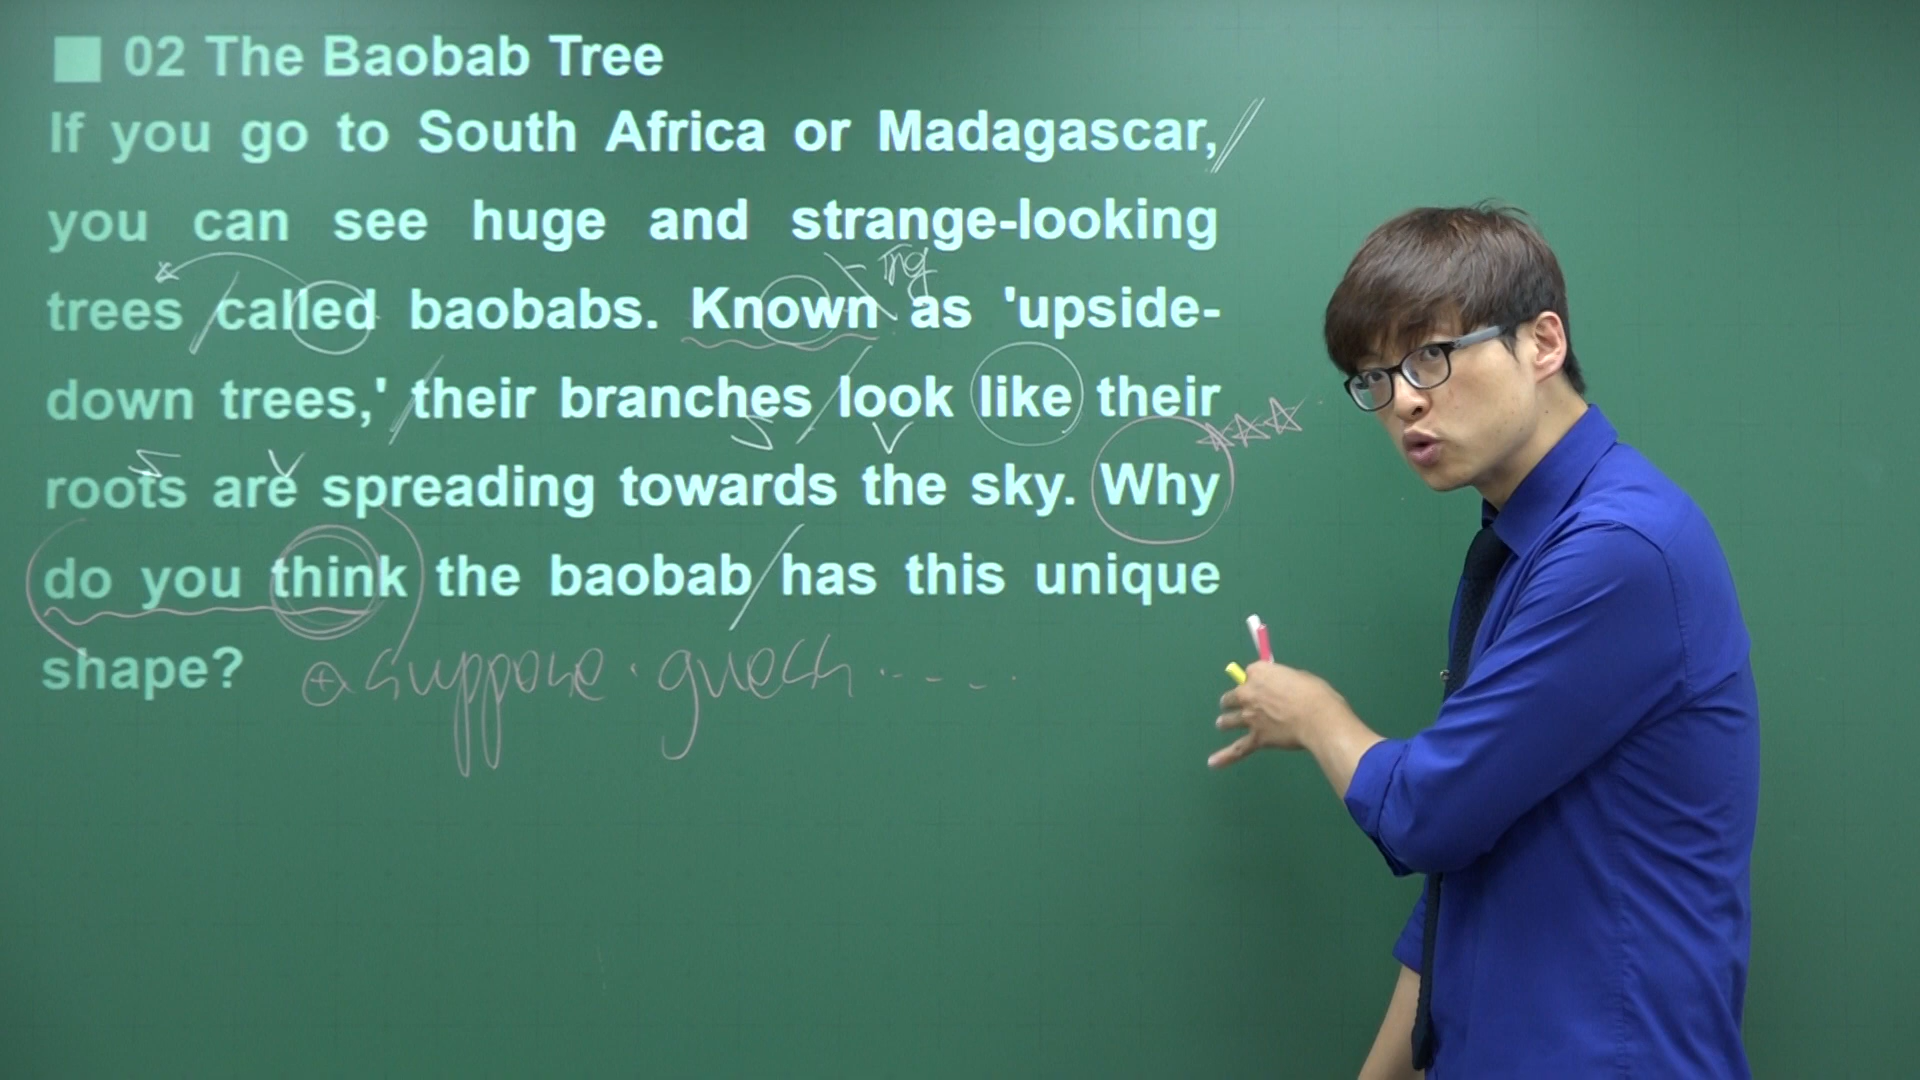 02 The Baobab Tree
If you go to South Africa or Madagascar,
you can see huge and strange-looking
ing
trees called baobabs. Known as 'upside-
down trees,' their branches look like their
S V
S V
roots are spreading towards the sky. Why
do you think the baobab has this unique
shape? + suppose · guess .....